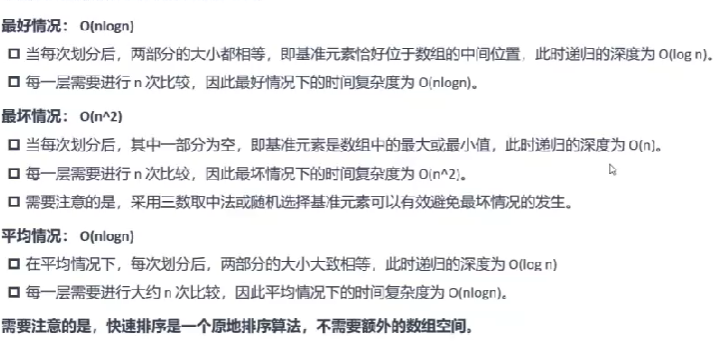 最好情况： O(nlogn)
当每次划分后，两部分的大小都相等，即基准元素恰好位于数组的中间位置，此时递归的深度为 O(log n)。
每一层需要进行 n 次比较，因此最好情况下的时间复杂度为 O(nlogn)。
最坏情况： O(n^2)
当每次划分后，其中一部分为空，即基准元素是数组中的最大或最小值，此时递归的深度为 O(n)。
每一层需要进行 n 次比较，因此最坏情况下的时间复杂度为 O(n^2)。
需要注意的是，采用三数取中法或随机选择基准元素可以有效避免最坏情况的发生。
平均情况： O(nlogn)
在平均情况下，每次划分后，两部分的大小大致相等，此时递归的深度为 O(log n)
每一层需要进行大约 n 次比较，因此平均情况下的时间复杂度为 O(nlogn)。
需要注意的是，快速排序是一个原地排序算法，不需要额外的数组空间。